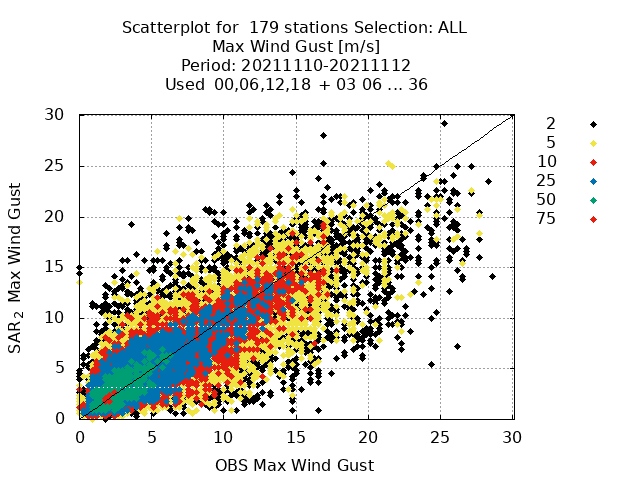 Scatterplot for 179 stations Selection: ALL
Max Wind Gust [m/s]
Period: 20211110-20211112
Used 00,06,12,18 + 03 06 ... 36
30
25
20
15
10
5
0
SAR2 Max Wind Gust
0 5 10 15 20 25 30
OBS Max Wind Gust
2
5
10
25
50
75